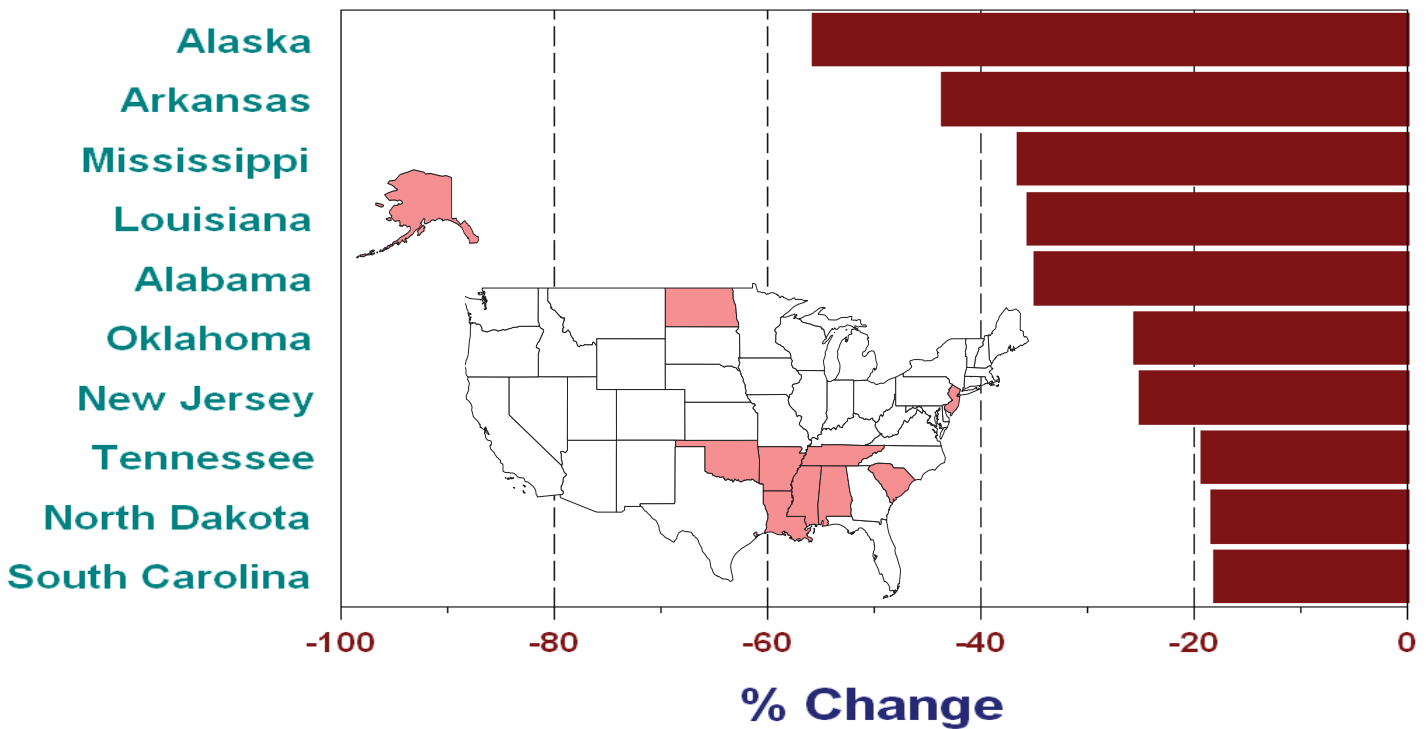 Alaska
Arkansas
Mississippi
Louisiana
Alabama
Oklahoma
New Jersey
Tennessee
North Dakota
South Carolina
-100 -80 -60 -40 -20 0
% Change